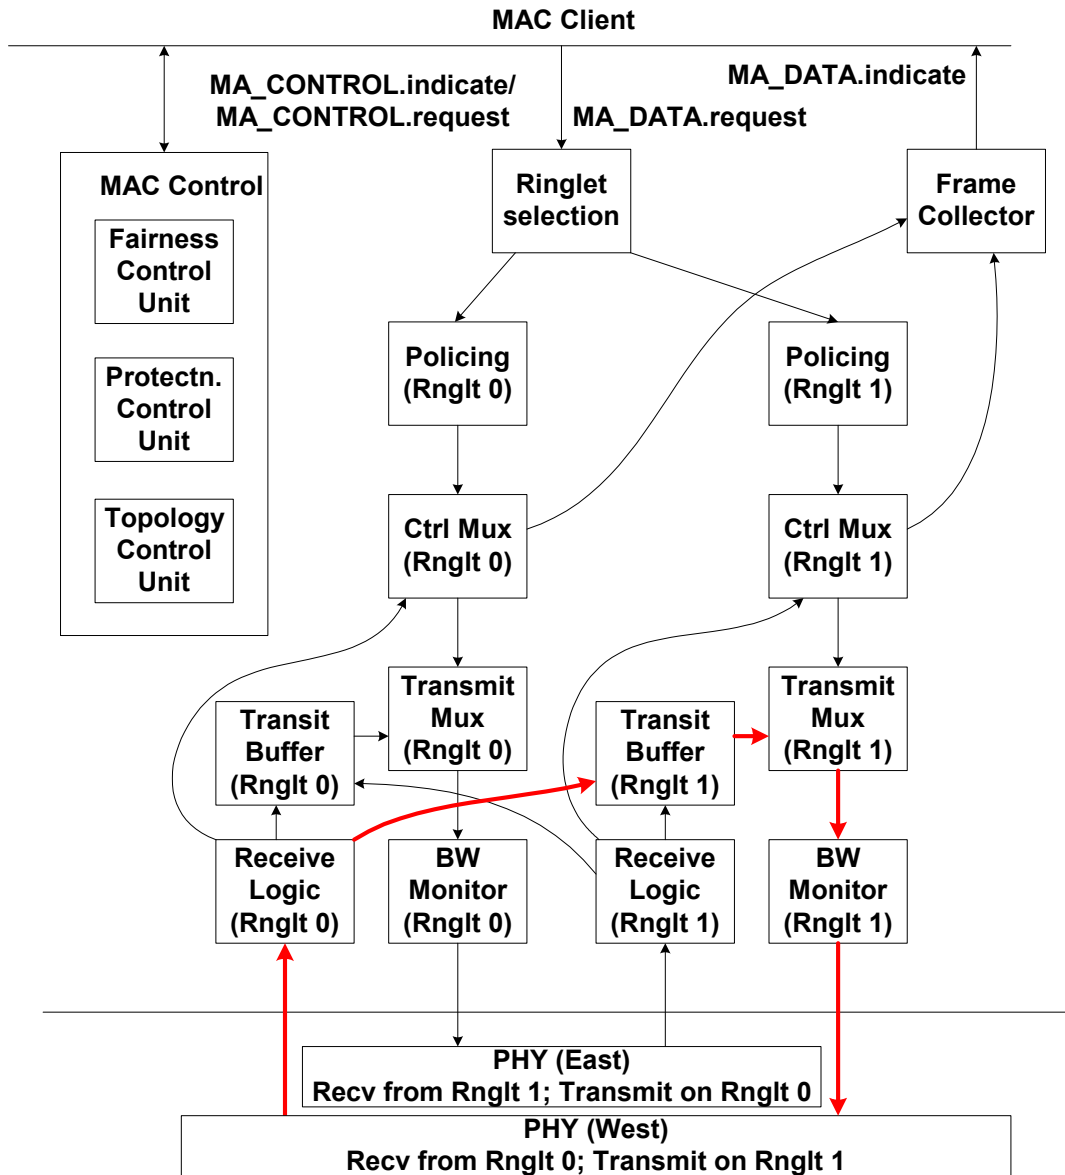 MAC Client
MA_CONTROL.indicate/
MA_CONTROL.request
MA_DATA.request
MA_DATA.indicate
MAC Control
Fairness
Control
Unit
Protectn.
Control
Unit
Topology
Control
Unit
Ringlet
selection
Frame
Collector
Policing
(Rnglt 0)
Policing
(Rnglt 1)
Ctrl Mux
(Rnglt 0)
Ctrl Mux
(Rnglt 1)
Transit
Buffer
(Rnglt 0)
Transmit
Mux
(Rnglt 0)
Transit
Buffer
(Rnglt 1)
Transmit
Mux
(Rnglt 1)
Receive
Logic
(Rnglt 0)
BW
Monitor
(Rnglt 0)
Receive
Logic
(Rnglt 1)
BW
Monitor
(Rnglt 1)
PHY (East)
Recv from Rnglt 1; Transmit on Rnglt 0
PHY (West)
Recv from Rnglt 0; Transmit on Rnglt 1